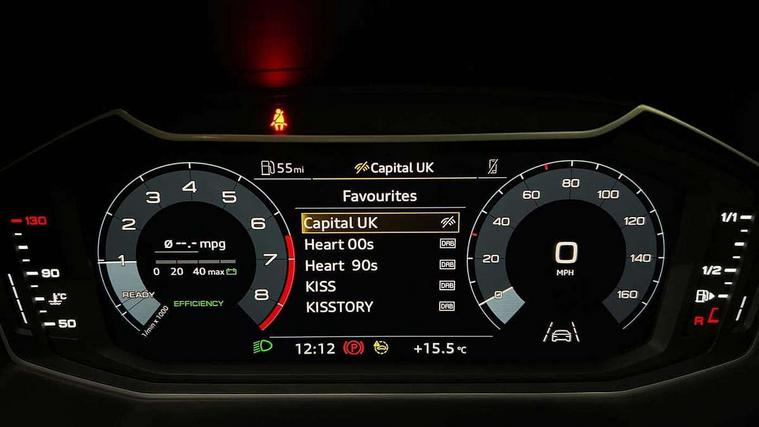 55mi
Capital UK
Favourites
Capital UK
Heart 00s DAB
Heart 90s DAB
KISS DAB
KISSTORY DAB
1 2 3 4 5 6 7 8
READY
1/min x 1000
Ø --.- mpg
0 20 40 max
EFFICIENCY
0 20 40 60 80 100 120 140 160
0
MPH
130
90
°C
50
1/1
1/2
R
12:12
(P)
+15.5 °C